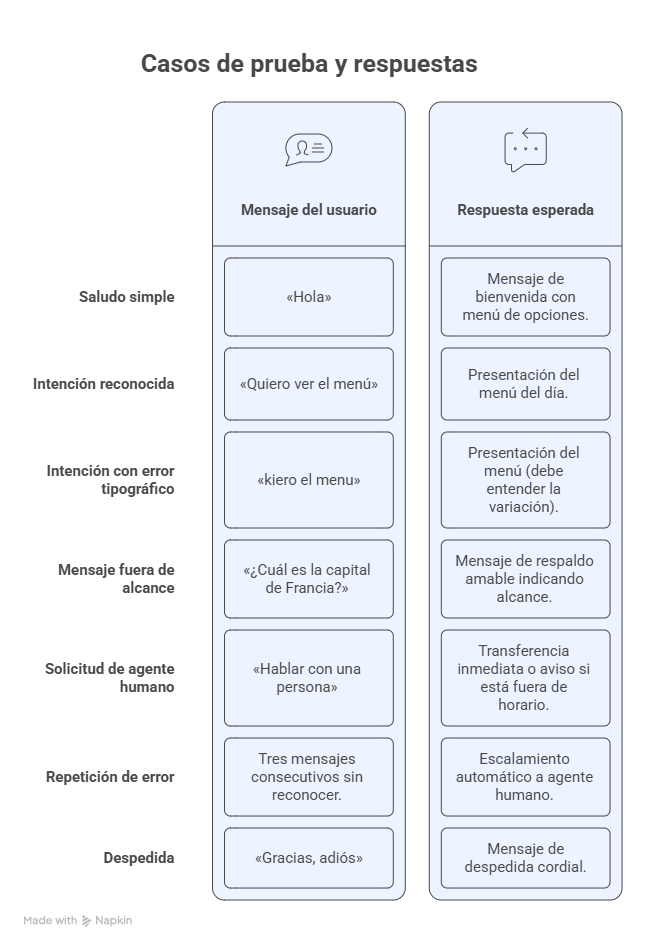 Casos de prueba y respuestas
Mensaje del usuario
Respuesta esperada
Saludo simple
«Hola»
Mensaje de
bienvenida con
menú de opciones.
Intención reconocida
«Quiero ver el menú»
Presentación del
menú del día.
Intención con error
tipográfico
«kiero el menu»
Presentación del
menú (debe
entender la
variación).
Mensaje fuera de
alcance
«¿Cuál es la capital
de Francia?»
Mensaje de respaldo
amable indicando
alcance.
Solicitud de agente
humano
«Hablar con una
persona»
Transferencia
inmediata o aviso si
está fuera de
horario.
Repetición de error
Tres mensajes
consecutivos sin
reconocer.
Escalamiento
automático a agente
humano.
Despedida
«Gracias, adiós»
Mensaje de
despedida cordial.
Made with Napkin